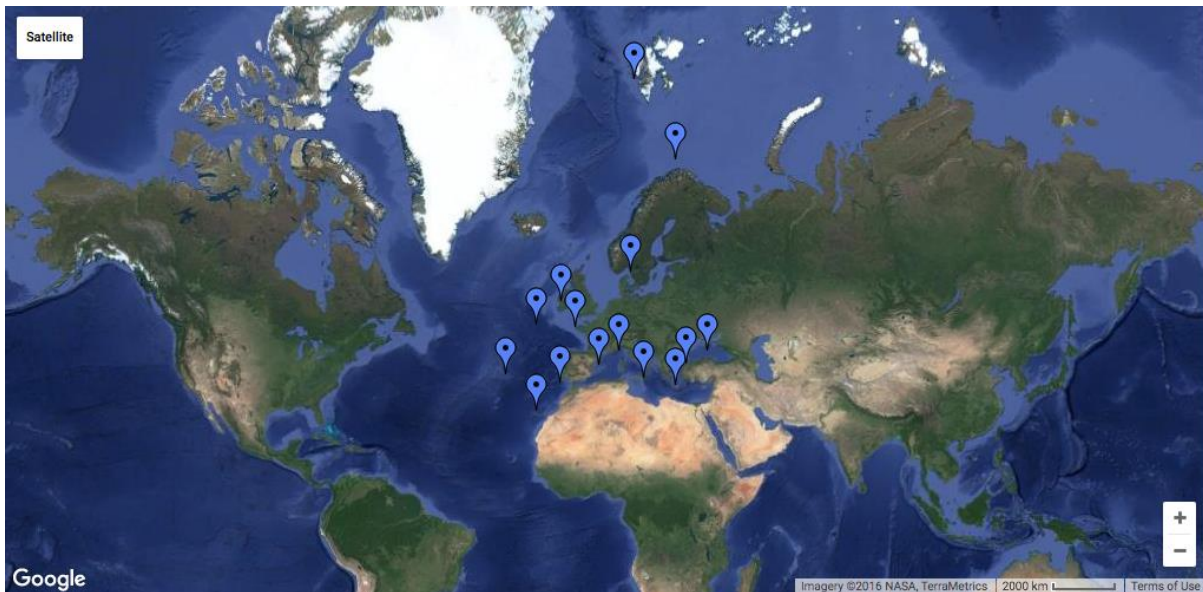 Satellite
+
−
Google
Imagery ©2016 NASA, TerraMetrics
2000 km
Terms of Use